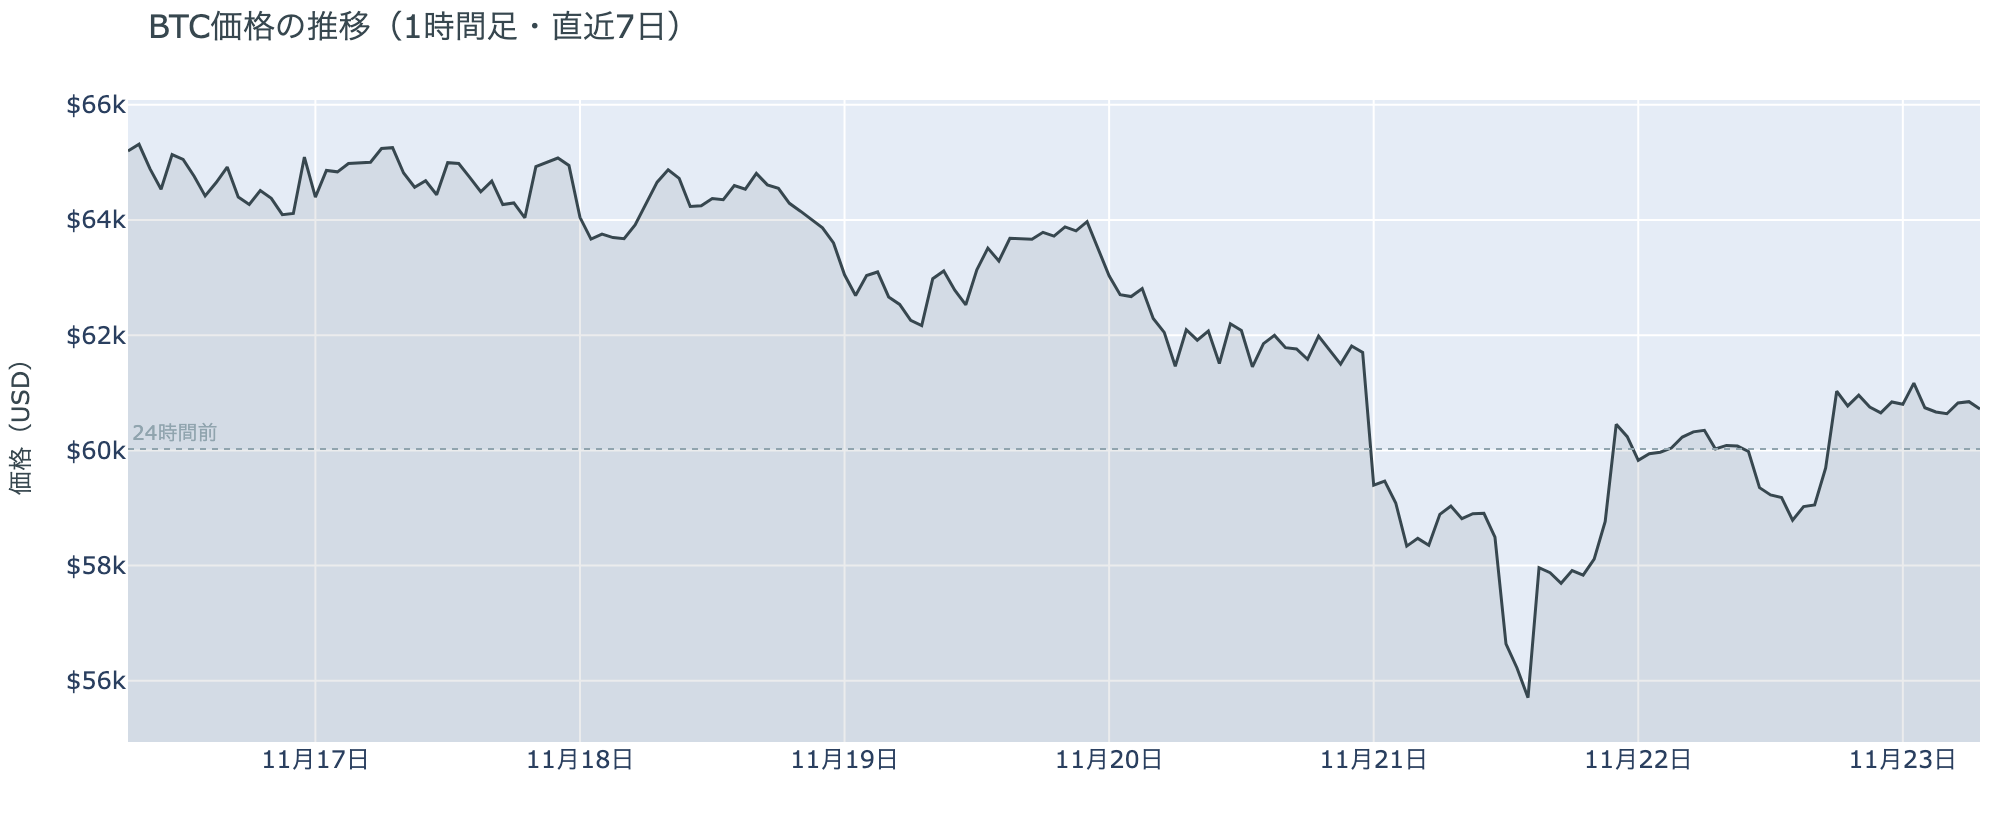 BTC価格の推移（1時間足・直近7日）
価格（USD）
$66k
$64k
$62k
24時間前
$60k
$58k
$56k
11月17日
11月18日
11月19日
11月20日
11月21日
11月22日
11月23日